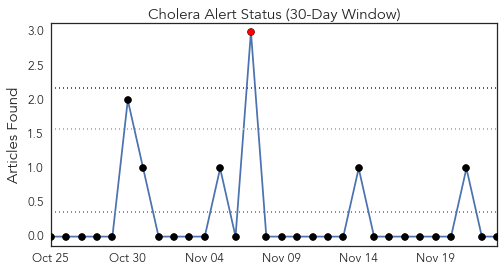 Cholera Alert Status (30-Day Window)
Articles Found
3.0
2.5
2.0
1.5
1.0
0.5
0.0
Oct 25 Oct 30 Nov 04 Nov 09 Nov 14 Nov 19